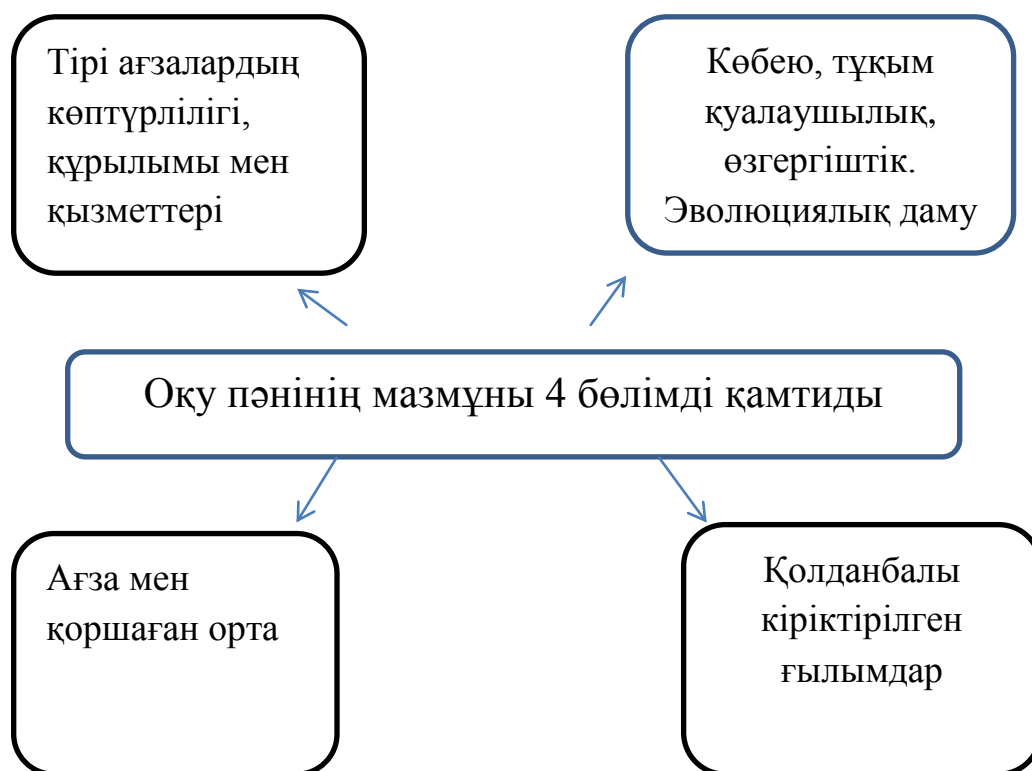 Тірі ағзалардың
көптүрлілігі,
құрылымы мен
қызметтері
Көбею, тұқым
қуалаушылық,
өзгергіштік.
Эволюциялық даму
Оқу пәнінің мазмұны 4 бөлімді қамтиды
Ағза мен
қоршаған орта
Қолданбалы
кіріктірілген
ғылымдар